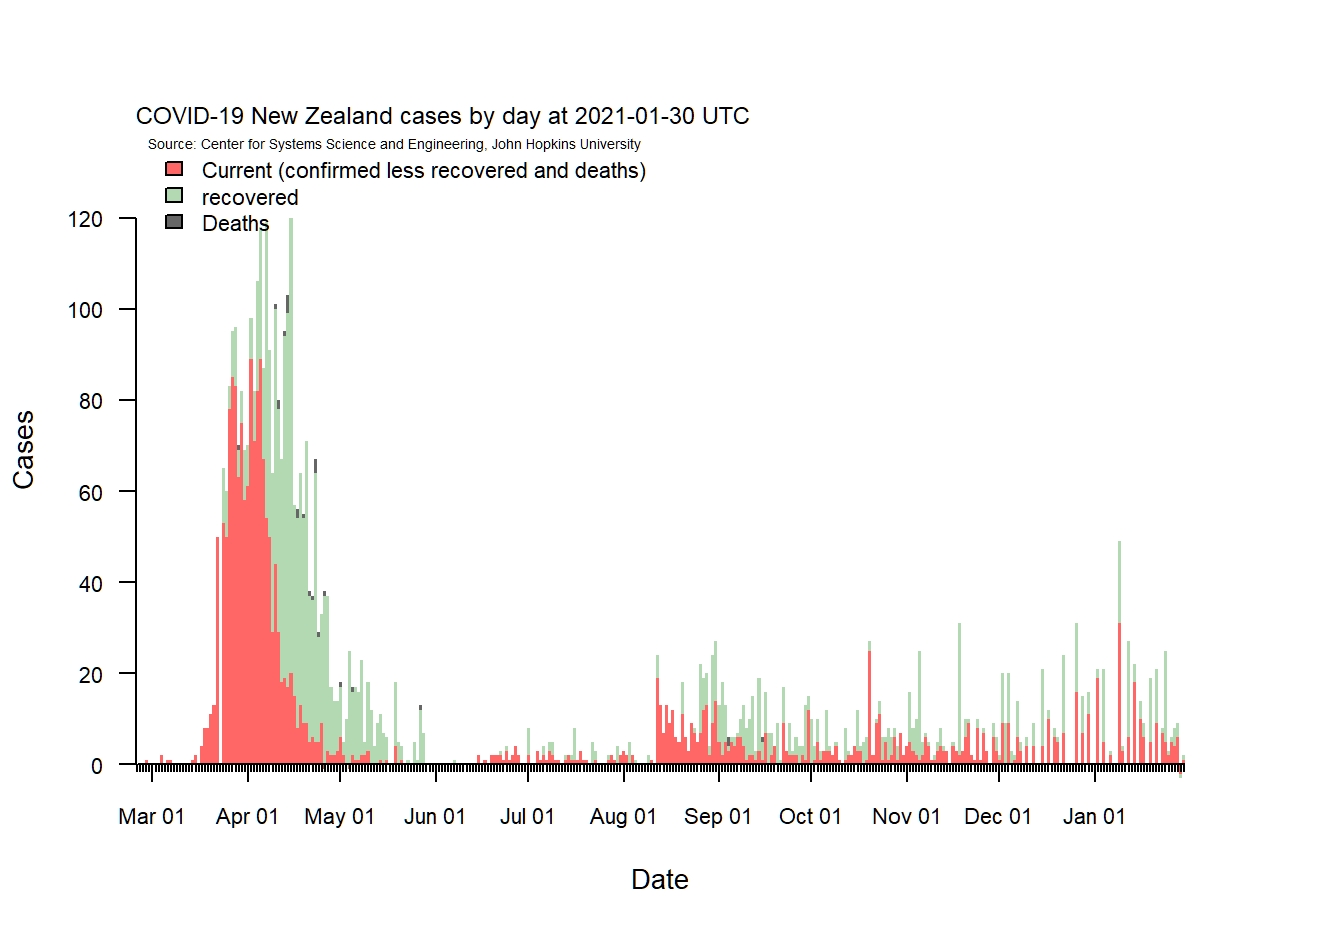 COVID-19 New Zealand cases by day at 2021-01-30 UTC
Source: Center for Systems Science and Engineering, John Hopkins University
Current (confirmed less recovered and deaths)
recovered
Deaths
120
100
80
60
40
20
0
Cases
Mar 01 Apr 01 May 01 Jun 01 Jul 01 Aug 01 Sep 01 Oct 01 Nov 01 Dec 01 Jan 01
Date